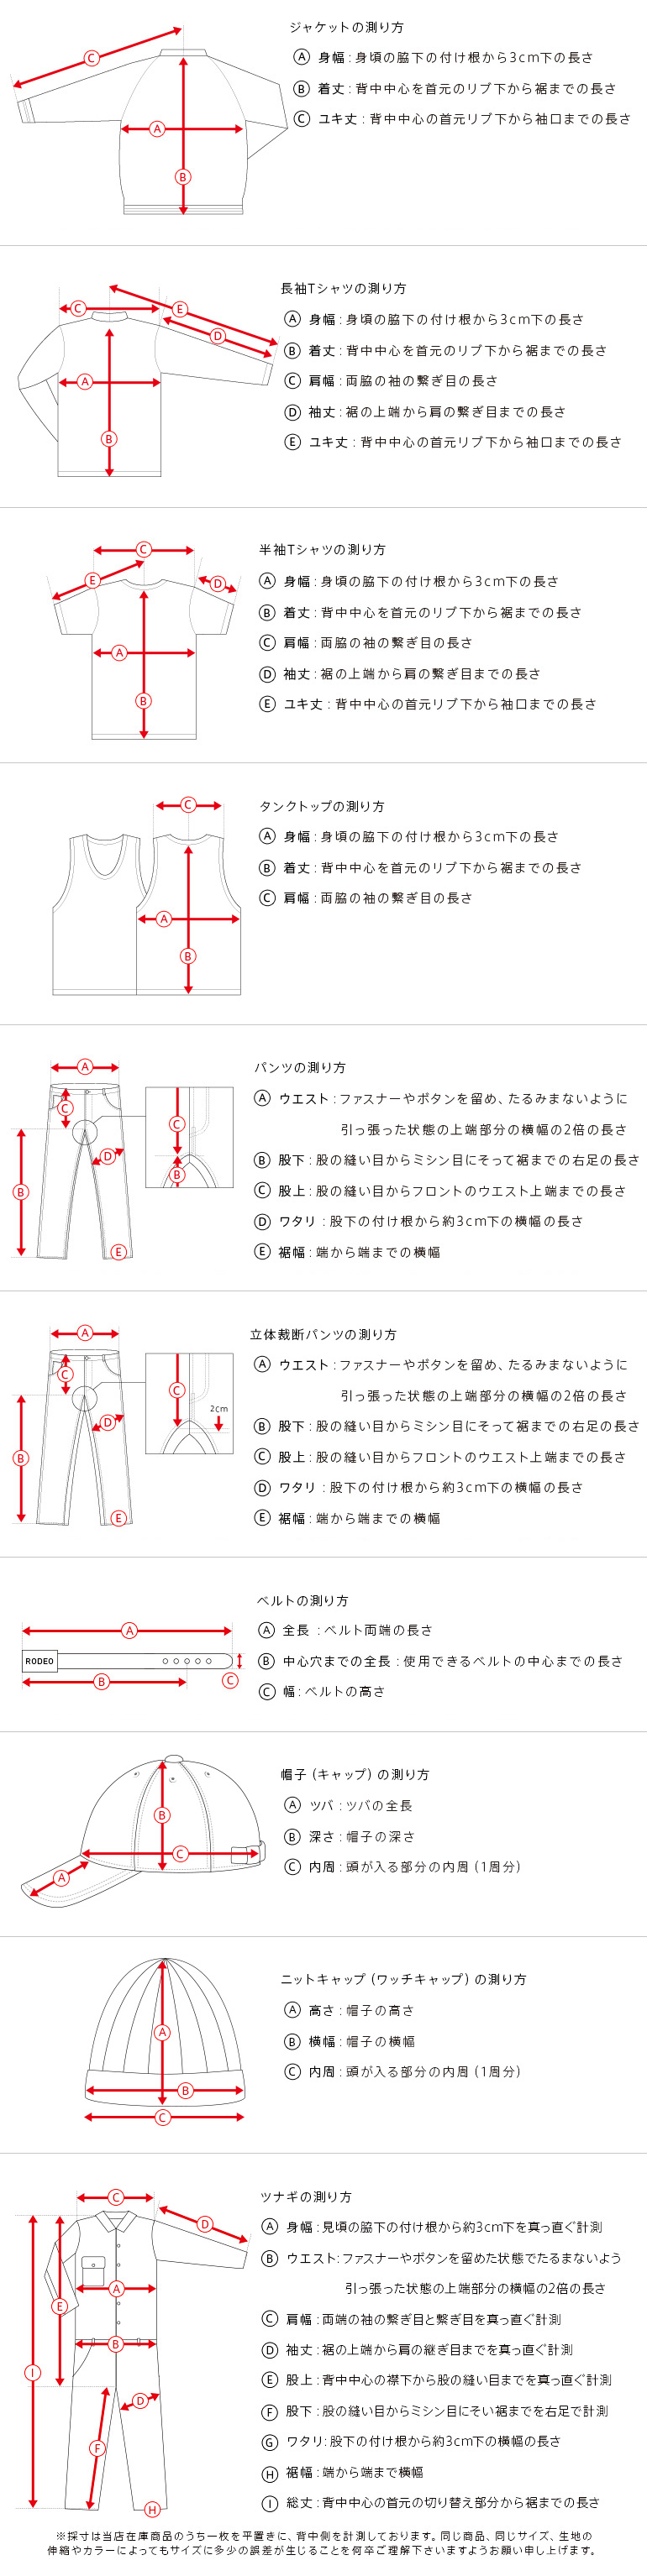 ジャケットの測り方
Ⓐ 身幅:身頃の脇下の付け根から3cm下の長さ
Ⓑ 着丈:背中中心を首元のリブ下から裾までの長さ
Ⓒ ユキ丈:背中中心の首元リブ下から袖口までの長さ
C
A
B
長袖Tシャツの測り方
Ⓐ 身幅:身頃の脇下の付け根から3cm下の長さ
Ⓑ 着丈:背中中心を首元のリブ下から裾までの長さ
Ⓒ 肩幅:両脇の袖の繋ぎ目の長さ
Ⓓ 袖丈:裾の上端から肩の繋ぎ目までの長さ
Ⓔ ユキ丈:背中中心の首元リブ下から袖口までの長さ
C
E
D
A
B
半袖Tシャツの測り方
Ⓐ 身幅:身頃の脇下の付け根から3cm下の長さ
Ⓑ 着丈:背中中心を首元のリブ下から裾までの長さ
Ⓒ 肩幅:両脇の袖の繋ぎ目の長さ
Ⓓ 袖丈:裾の上端から肩の繋ぎ目までの長さ
Ⓔ ユキ丈:背中中心の首元リブ下から袖口までの長さ
C
E
D
A
B
タンクトップの測り方
Ⓐ 身幅:身頃の脇下の付け根から3cm下の長さ
Ⓑ 着丈:背中中心を首元のリブ下から裾までの長さ
Ⓒ 肩幅:両脇の袖の繋ぎ目の長さ
C
A
B
パンツの測り方
Ⓐ ウエスト:ファスナーやボタンを留め、たるみまないように
引っ張った状態の上端部分の横幅の2倍の長さ
Ⓑ 股下:股の縫い目からミシン目にそって裾までの右足の長さ
Ⓒ 股上:股の縫い目からフロントのウエスト上端までの長さ
Ⓓ ワタリ:股下の付け根から約3cm下の横幅の長さ
Ⓔ 裾幅:端から端までの横幅
A
C
C
D
B
B
E
立体裁断パンツの測り方
Ⓐ ウエスト:ファスナーやボタンを留め、たるみまないように
引っ張った状態の上端部分の横幅の2倍の長さ
Ⓑ 股下:股の縫い目からミシン目にそって裾までの右足の長さ
Ⓒ 股上:股の縫い目からフロントのウエスト上端までの長さ
Ⓓ ワタリ:股下の付け根から約3cm下の横幅の長さ
Ⓔ 裾幅:端から端までの横幅
A
C
C
2cm
D
B
E
ベルトの測り方
Ⓐ 全長:ベルト両端の長さ
Ⓑ 中心穴までの全長:使用できるベルトの中心までの長さ
Ⓒ 幅:ベルトの高さ
A
RODEO
B
C
帽子(キャップ)の測り方
Ⓐ ツバ:ツバの全長
Ⓑ 深さ:帽子の深さ
Ⓒ 内周:頭が入る部分の内周(1周分)
B
C
A
ニットキャップ(ワッチキャップ)の測り方
Ⓐ 高さ:帽子の高さ
Ⓑ 横幅:帽子の横幅
Ⓒ 内周:頭が入る部分の内周(1周分)
A
B
C
ツナギの測り方
Ⓐ 身幅:見頃の脇下の付け根から約3cm下を真っ直ぐ計測
Ⓑ ウエスト:ファスナーやボタンを留めた状態でたるまないよう
引っ張った状態の上端部分の横幅の2倍の長さ
Ⓒ 肩幅:両端の袖の繋ぎ目と繋ぎ目を真っ直ぐ計測
Ⓓ 袖丈:裾の上端から肩の継ぎ目までを真っ直ぐ計測
Ⓔ 股上:背中中心の襟下から股の縫い目までを真っ直ぐ計測
Ⓕ 股下:股の縫い目からミシン目にそい裾までを右足で計測
Ⓖ ワタリ:股下の付け根から約3cm下の横幅の長さ
Ⓗ 裾幅:端から端まで横幅
Ⓘ 総丈:背中中心の首元の切り替え部分から裾までの長さ
C
D
A
E
B
I
D
F
H
※採寸は当店在庫商品のうち一枚を平置きに、背中側を計測しております。同じ商品、同じサイズ、生地の
伸縮やカラーによってもサイズに多少の誤差が生じることを何卒ご理解下さいますようお願い申し上げます。